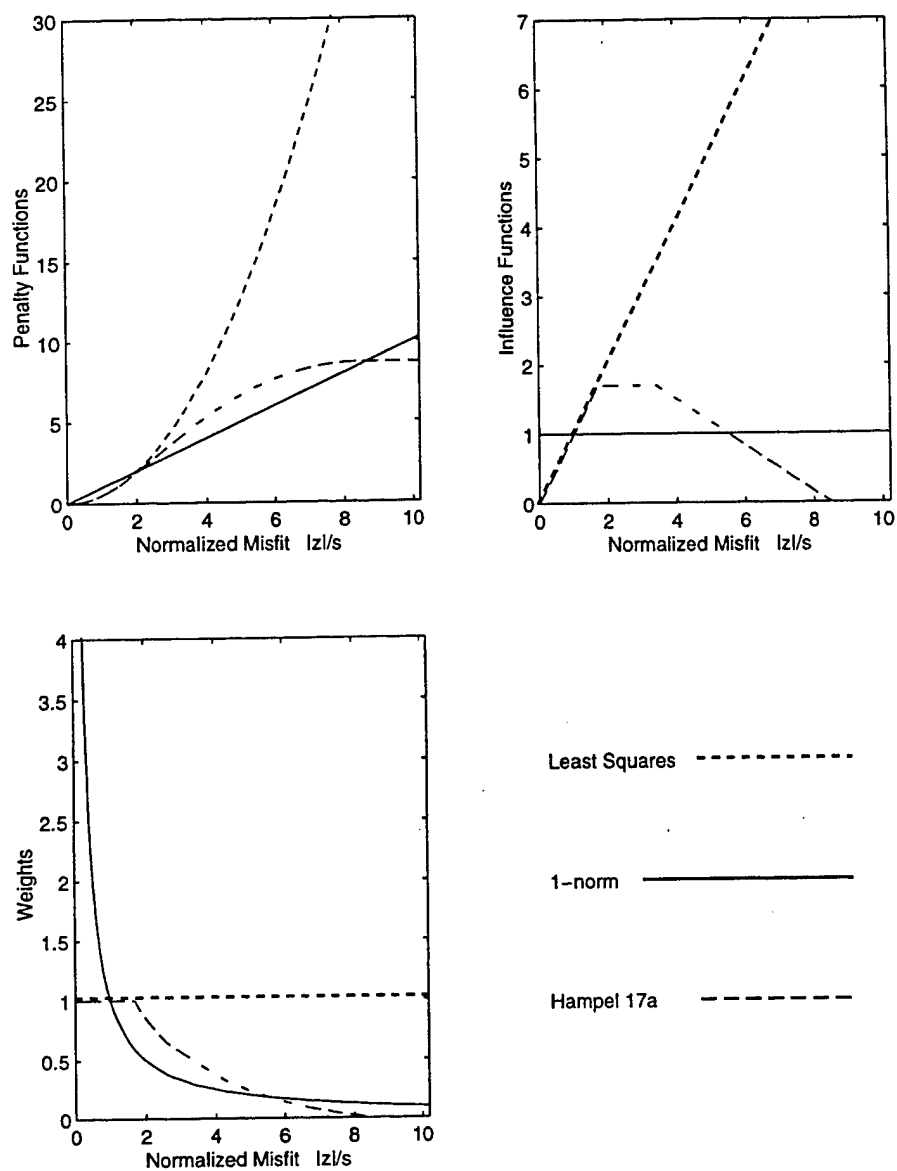 30
25
20
15
10
5
0
Penalty Functions
0 2 4 6 8 10
Normalized Misfit |z|/s
7
6
5
4
3
2
1
0
Influence Functions
0 2 4 6 8 10
Normalized Misfit |z|/s
4
3.5
3
2.5
2
1.5
1
0.5
0
Weights
0 2 4 6 8 10
Normalized Misfit |z|/s
Least Squares
1-norm
Hampel 17a